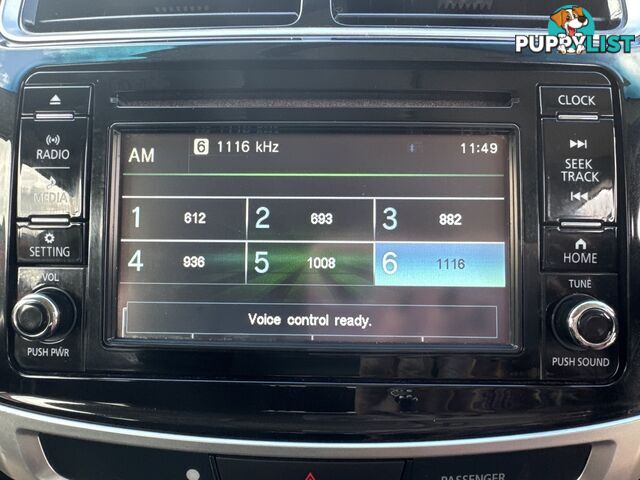 PUPPYLIST
CLOCK
RADIO
MEDIA
SETTING
VOL
PUSH PWR
AM
6 1116 kHz
11:49
1 612
2 693
3 882
4 936
5 1008
6 1116
Voice control ready.
SEEK
TRACK
HOME
TUNE
PUSH SOUND
PASSENGER